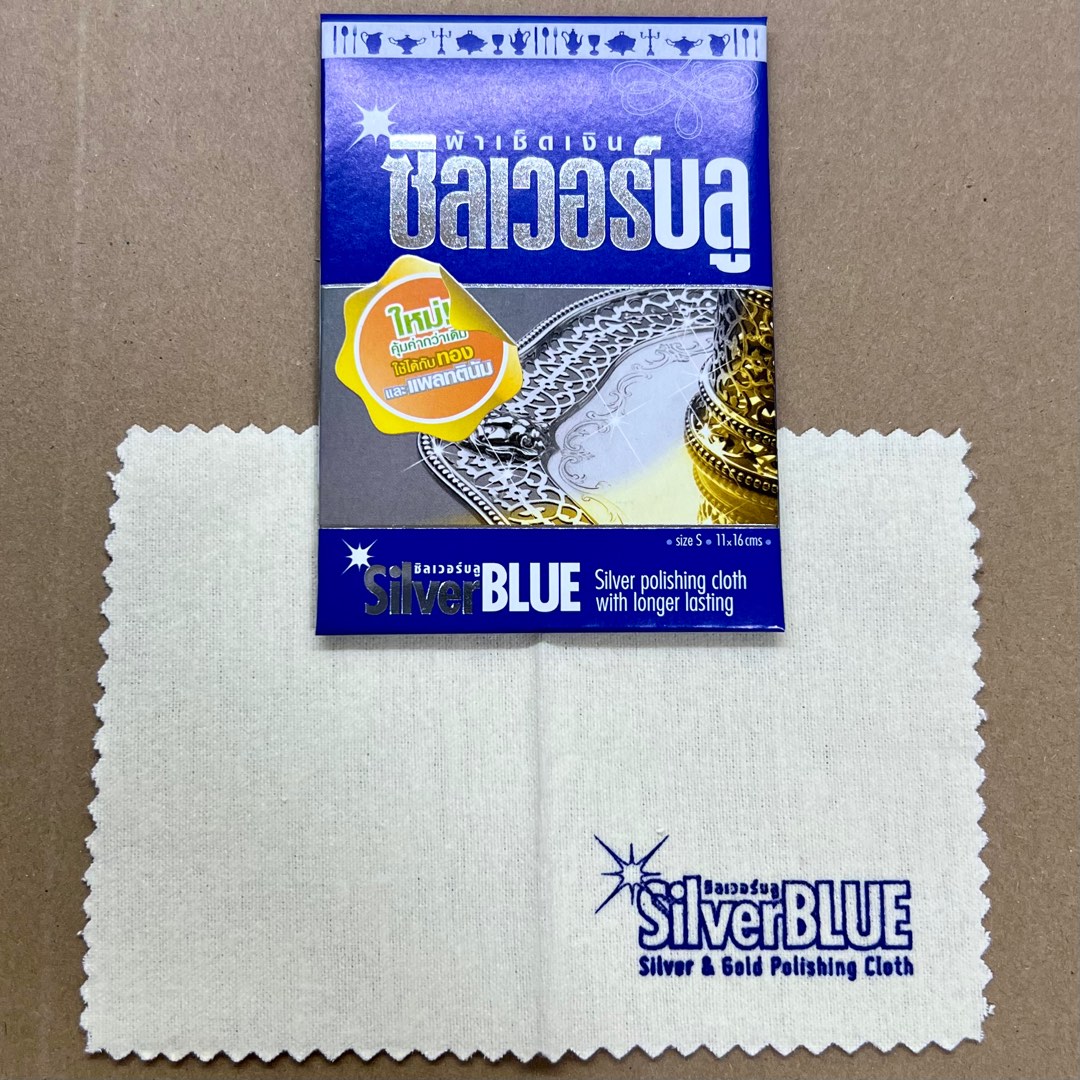 ผ้าเช็ดเงิน
ซิลเวอร์บลู
ใหม่!
คุ้มค่ากว่าเดิม
ใช้ได้กับ ทอง
และ แพลทตินั่ม
• size S • 11x16 cms •
ซิลเวอร์บลู
SilverBLUE
Silver polishing cloth
with longer lasting
ซิลเวอร์บลู
SilverBLUE
Silver & Gold Polishing Cloth